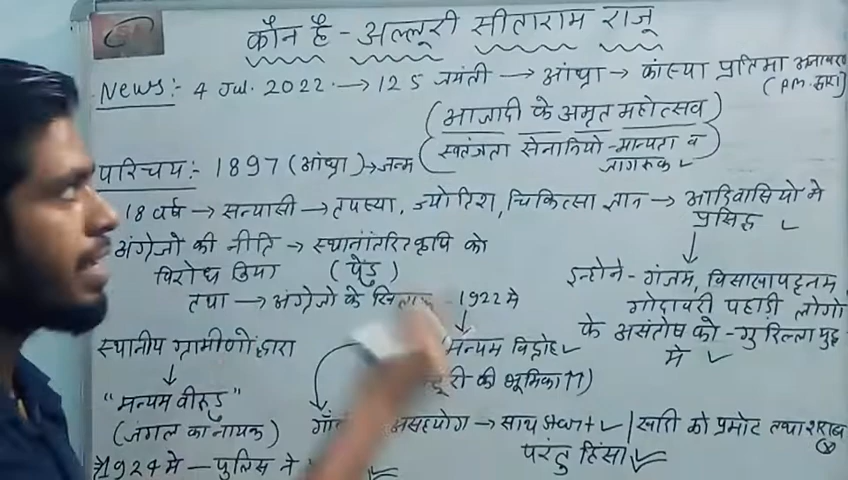 कौन है - अल्लूरी सीताराम राजू
News:- 4 Jul. 2022 → 125 जयंती → आंध्रा → कांस्या प्रतिमा अनावरण
(P.M. द्वारा)
(आजादी के अमृत महोत्सव)
(स्वतंत्रता सेनानियो - मान्यता व
जागरूक)
परिचय:- 1897 (आंध्रा) → जन्म
18 वर्ष → सन्यासी → तपस्या, ज्योतिश, चिकित्सा ज्ञान → आदिवासियो मे
प्रसिद्ध
अंग्रेजो की नीति → स्थानांतरित कृषि को
विरोध किया (पेंडु)
तथा → अंग्रेजो के 1922 मे
इन्होने - गंजम, विसाखापट्टनम,
गोदावरी पहाड़ी लोगो
के असंतोष को - गुरिल्ला युद्ध
मे
स्थानीय ग्रामीणों द्वारा
मन्यम विद्रोह
की भूमिका ↑↑)
"मन्यम वीरुडु"
(जंगल का नायक)
असहयोग → साथ | खादी को प्रमोट तथा शराब ⊗
परंतु हिंसा
1924 मे - पुलिस ने